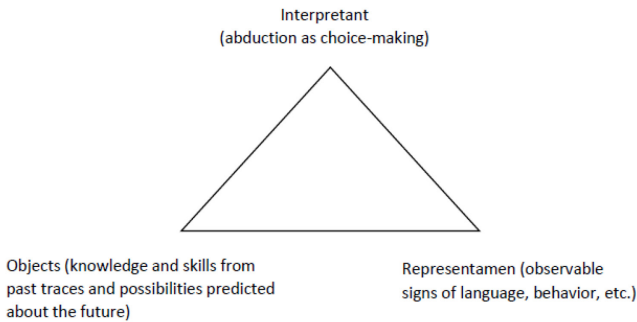 Interpretant
(abduction as choice-making)
Objects (knowledge and skills from
past traces and possibilities predicted
about the future)
Representamen (observable
signs of language, behavior, etc.)